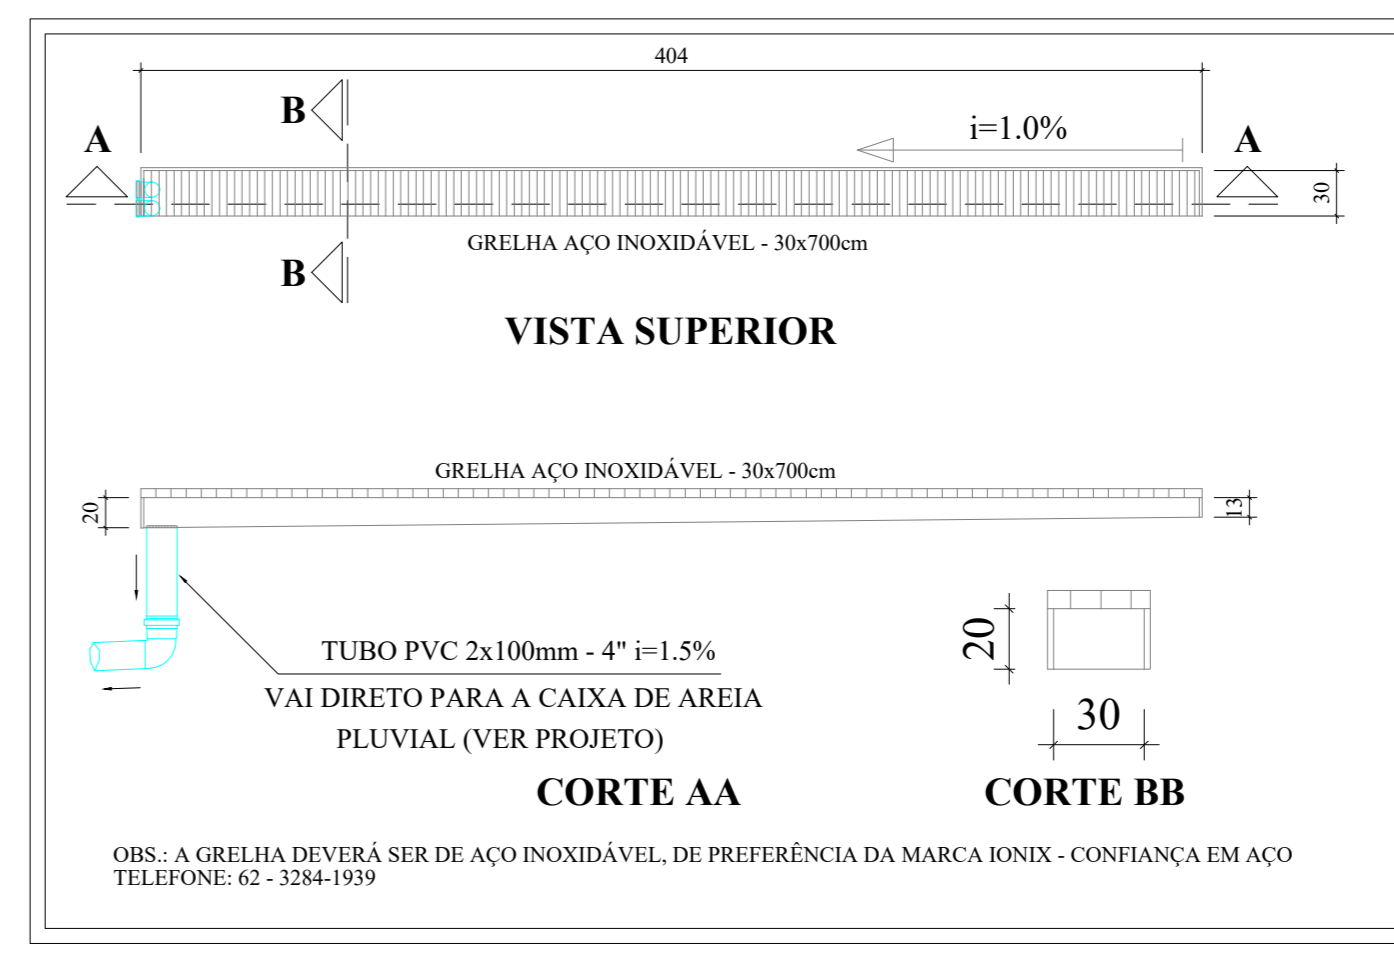 404
B
A
i=1.0%
A
30
GRELHA AÇO INOXIDÁVEL - 30x700cm
B
VISTA SUPERIOR
GRELHA AÇO INOXIDÁVEL - 30x700cm
20
13
TUBO PVC 2x100mm - 4" i=1.5%
VAI DIRETO PARA A CAIXA DE AREIA
PLUVIAL (VER PROJETO)
CORTE AA
20
30
CORTE BB
OBS.: A GRELHA DEVERÁ SER DE AÇO INOXIDÁVEL, DE PREFERÊNCIA DA MARCA IONIX - CONFIANÇA EM AÇO
TELEFONE: 62 - 3284-1939